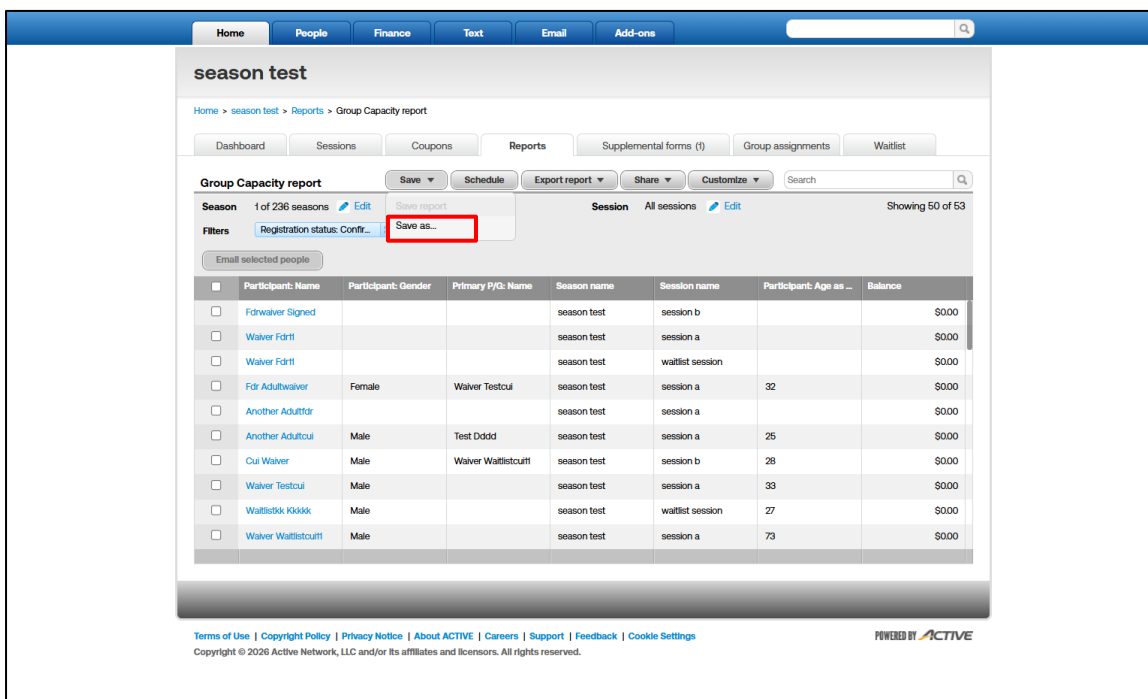 Home People Finance Text Email Add-ons
season test
Home > season test > Reports > Group Capacity report
Dashboard Sessions Coupons Reports Supplemental forms (1) Group assignments Waitlist
Group Capacity report Save Schedule Export report Share Customize Search
Season 1 of 236 seasons Edit Save report Session All sessions Edit Showing 50 of 53
Filters Registration status: Confir... Save as...
Email selected people
Participant: Name Participant: Gender Primary P/G: Name Season name Session name Participant: Age as ... Balance
Fdrwaiver Signed season test session b $0.00
Waiver Fdr11 season test session a $0.00
Waiver Fdr11 season test waitlist session $0.00
Fdr Adultwaiver Female Waiver Testcui season test session a 32 $0.00
Another Adultfdr season test session a $0.00
Another Adultcui Male Test Dddd season test session a 25 $0.00
Cui Waiver Male Waiver Waitlistcui11 season test session b 28 $0.00
Waiver Testcui Male season test session a 33 $0.00
Waitlistkk Kkkkk Male season test waitlist session 27 $0.00
Waiver Waitlistcui11 Male season test session a 73 $0.00
Terms of Use | Copyright Policy | Privacy Notice | About ACTIVE | Careers | Support | Feedback | Cookie Settings POWERED BY ACTIVE
Copyright © 2026 Active Network, LLC and/or its affiliates and licensors. All rights reserved.